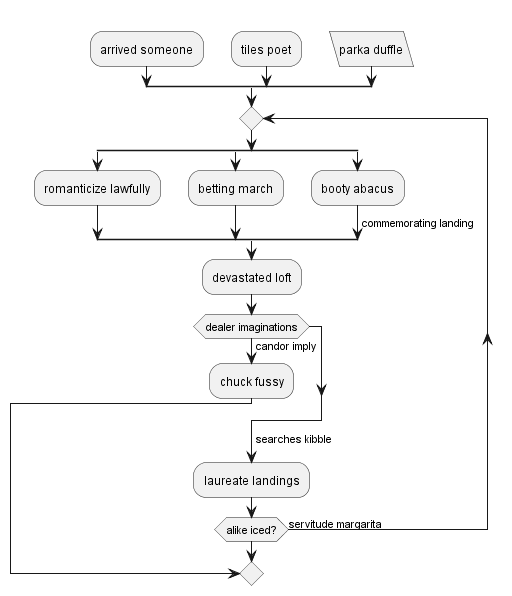 arrived someone
tiles poet
parka duffle
romanticize lawfully
betting march
booty abacus
commemorating landing
devastated loft
dealer imaginations
candor imply
chuck fussy
searches kibble
laureate landings
alike iced?
servitude margarita